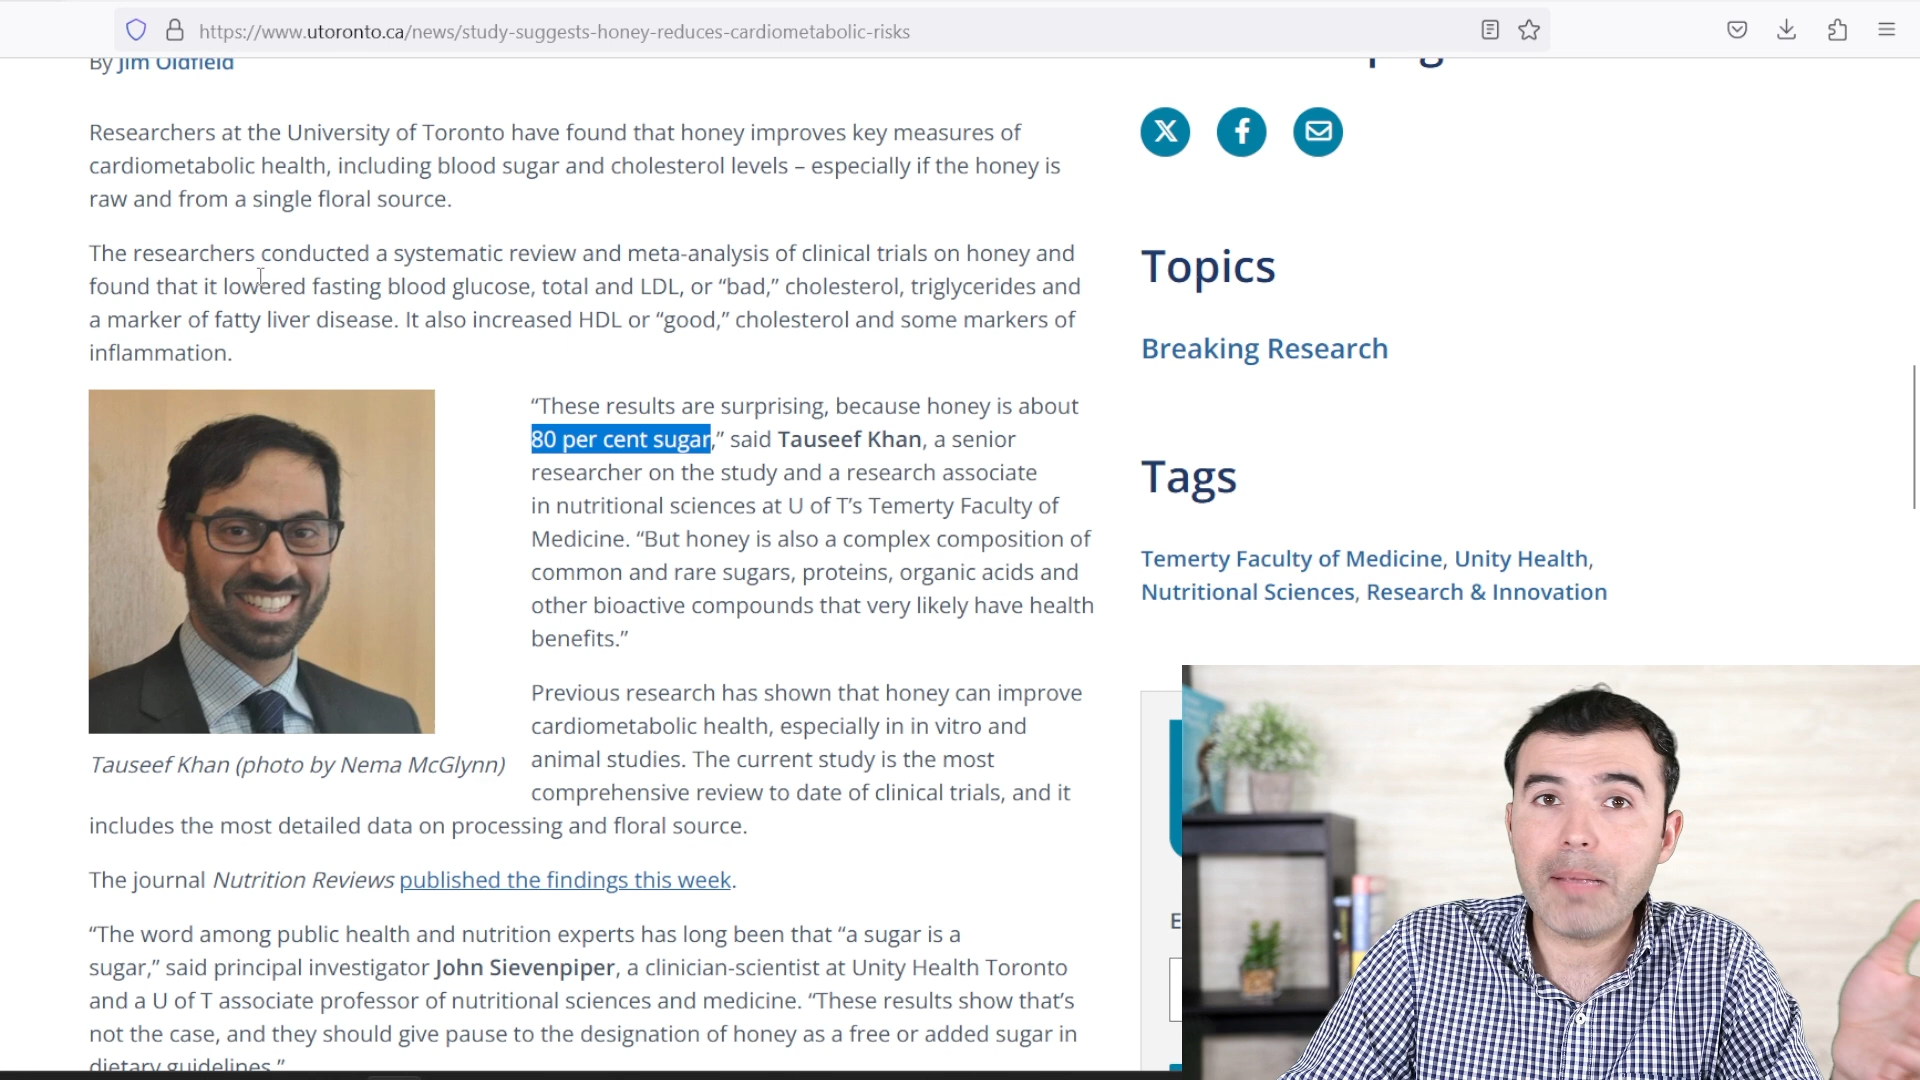 https://www.utoronto.ca/news/study-suggests-honey-reduces-cardiometabolic-risks
By Jim Oldfield
Researchers at the University of Toronto have found that honey improves key measures of
cardiometabolic health, including blood sugar and cholesterol levels – especially if the honey is
raw and from a single floral source.
The researchers conducted a systematic review and meta-analysis of clinical trials on honey and
found that it lowered fasting blood glucose, total and LDL, or “bad,” cholesterol, triglycerides and
a marker of fatty liver disease. It also increased HDL or “good,” cholesterol and some markers of
inflammation.
“These results are surprising, because honey is about
80 per cent sugar,” said Tauseef Khan, a senior
researcher on the study and a research associate
in nutritional sciences at U of T’s Temerty Faculty of
Medicine. “But honey is also a complex composition of
common and rare sugars, proteins, organic acids and
other bioactive compounds that very likely have health
benefits.”
Tauseef Khan (photo by Nema McGlynn)
Previous research has shown that honey can improve
cardiometabolic health, especially in in vitro and
animal studies. The current study is the most
comprehensive review to date of clinical trials, and it
includes the most detailed data on processing and floral source.
The journal Nutrition Reviews published the findings this week.
“The word among public health and nutrition experts has long been that “a sugar is a
sugar,” said principal investigator John Sievenpiper, a clinician-scientist at Unity Health Toronto
and a U of T associate professor of nutritional sciences and medicine. “These results show that’s
not the case, and they should give pause to the designation of honey as a free or added sugar in
dietary guidelines.”
Topics
Breaking Research
Tags
Temerty Faculty of Medicine, Unity Health,
Nutritional Sciences, Research & Innovation